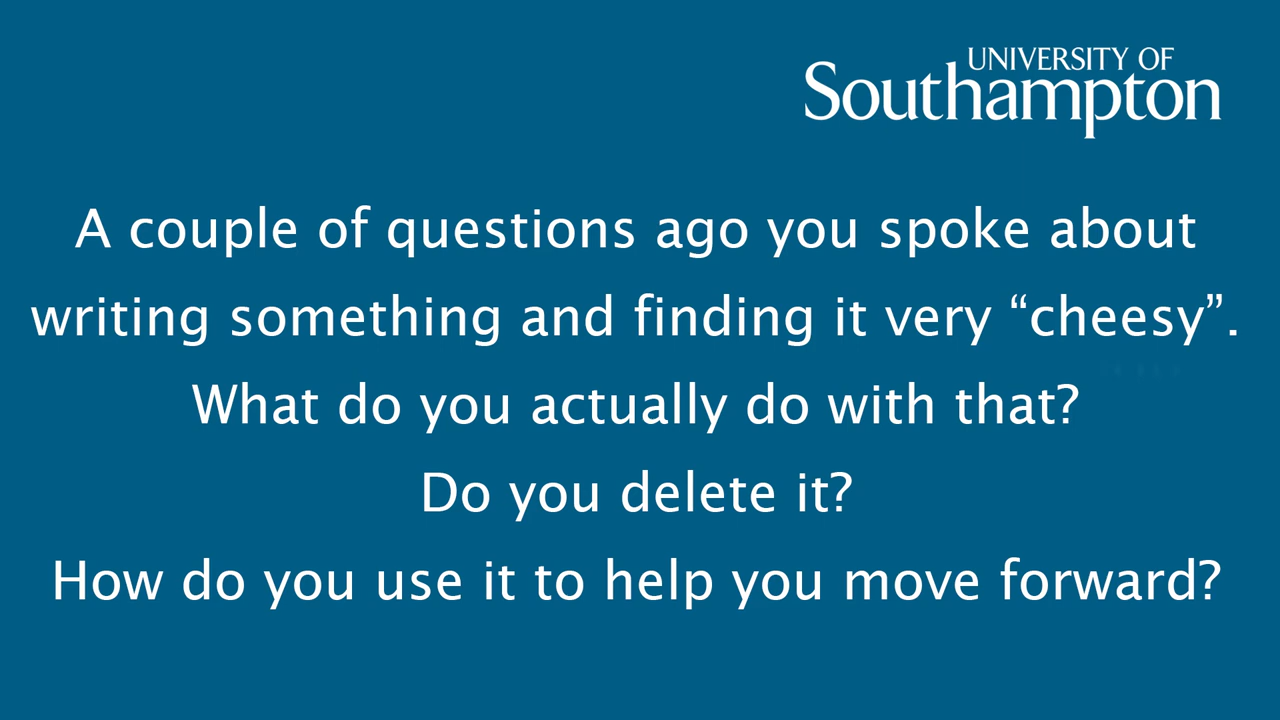 UNIVERSITY OF
Southampton
A couple of questions ago you spoke about
writing something and finding it very “cheesy”.
What do you actually do with that?
Do you delete it?
How do you use it to help you move forward?